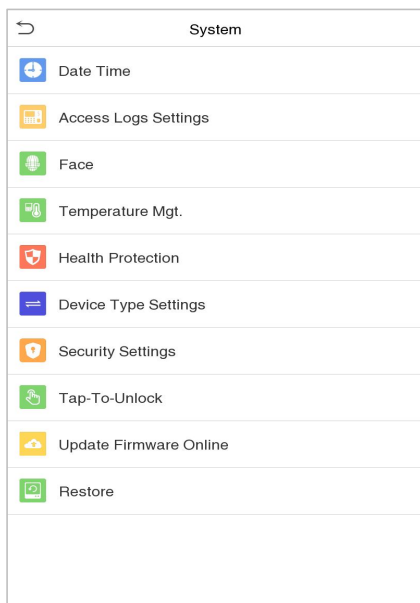 System
Date Time
Access Logs Settings
Face
Temperature Mgt.
Health Protection
Device Type Settings
Security Settings
Tap-To-Unlock
Update Firmware Online
Restore